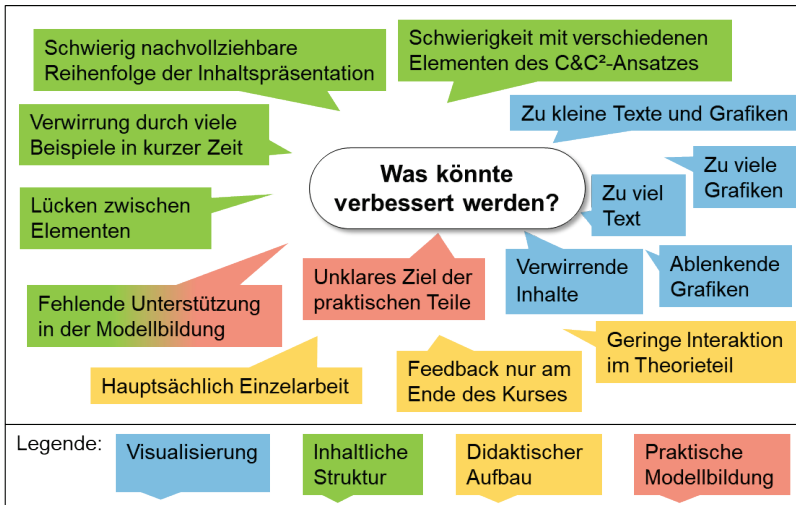 Schwierig nachvollziehbare
Reihenfolge der Inhaltspräsentation
Schwierigkeit mit verschiedenen
Elementen des C&C²-Ansatzes
Verwirrung durch viele
Beispiele in kurzer Zeit
Zu kleine Texte und Grafiken
Was könnte
verbessert werden?
Zu viele
Grafiken
Zu viel
Text
Lücken zwischen
Elementen
Unklares Ziel der
praktischen Teile
Verwirrende
Inhalte
Ablenkende
Grafiken
Fehlende Unterstützung
in der Modellbildung
Hauptsächlich Einzelarbeit
Feedback nur am
Ende des Kurses
Geringe Interaktion
im Theorieteil
Legende:
Visualisierung
Inhaltliche
Struktur
Didaktischer
Aufbau
Praktische
Modellbildung